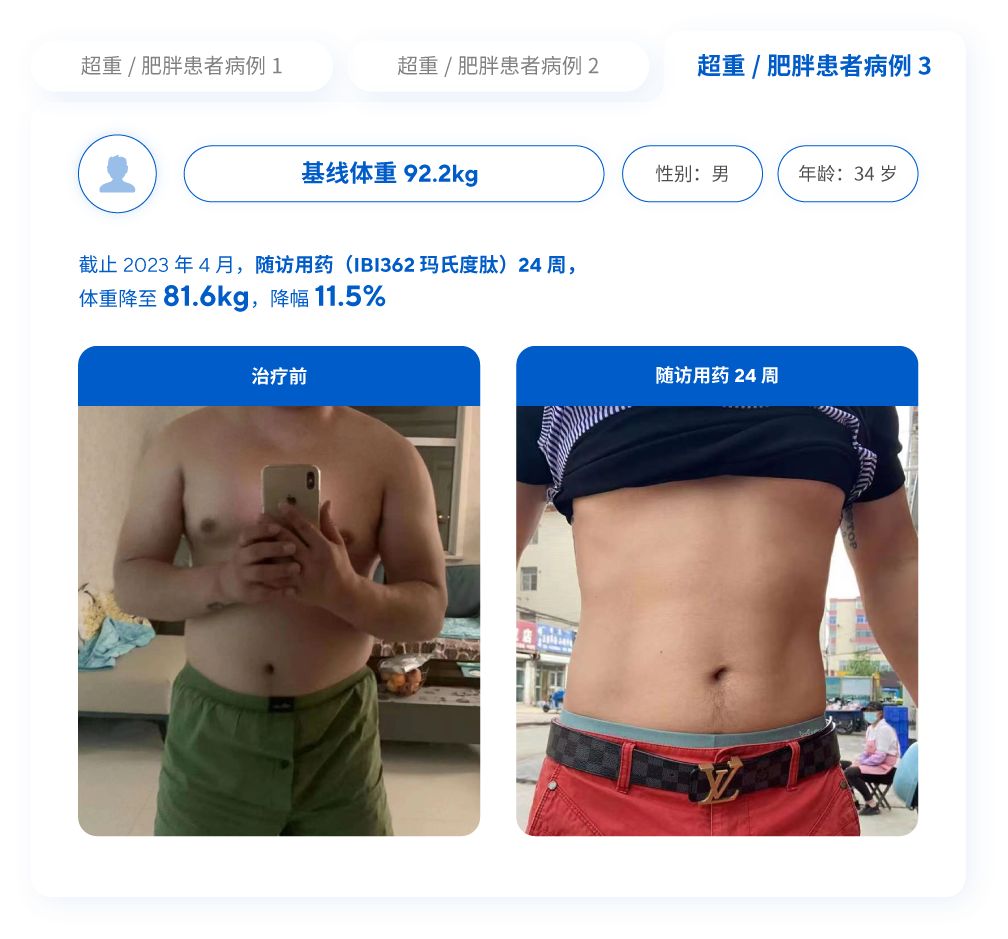 超重 / 肥胖患者病例 1
超重 / 肥胖患者病例 2
超重 / 肥胖患者病例 3
基线体重 92.2kg
性别：男
年龄：34 岁
截止 2023 年 4 月，随访用药（IBI362 玛氏度肽）24 周，
体重降至 81.6kg，降幅 11.5%
治疗前
随访用药 24 周
店
LV